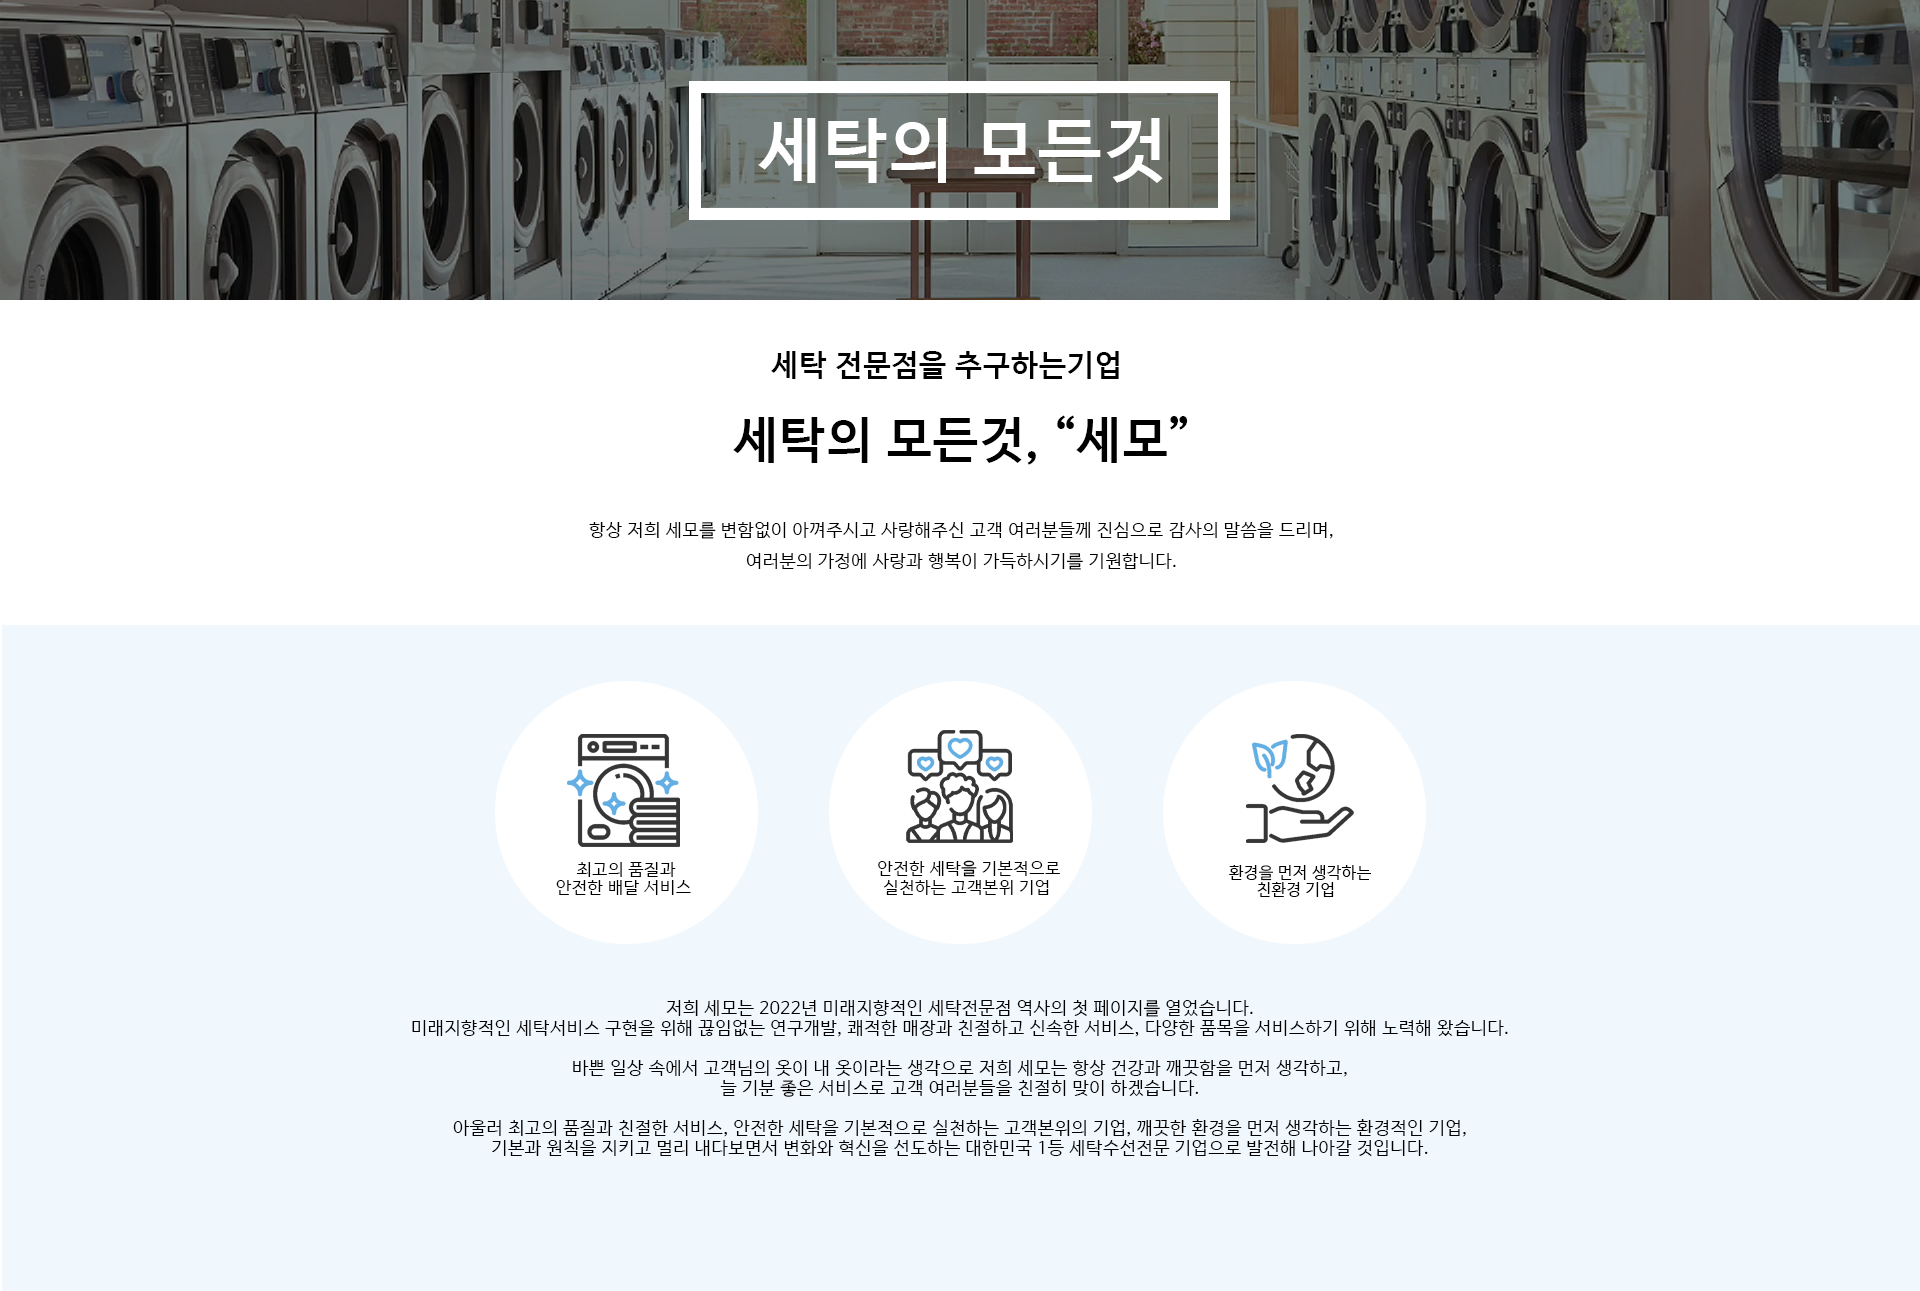 세탁의 모든것
세탁 전문점을 추구하는기업
세탁의 모든것, “세모”
항상 저희 세모를 변함없이 아껴주시고 사랑해주신 고객 여러분들께 진심으로 감사의 말씀을 드리며,
여러분의 가정에 사랑과 행복이 가득하시기를 기원합니다.
최고의 품질과
안전한 배달 서비스
안전한 세탁을 기본적으로
실천하는 고객본위 기업
환경을 먼저 생각하는
친환경 기업
저희 세모는 2022년 미래지향적인 세탁전문점 역사의 첫 페이지를 열었습니다.
미래지향적인 세탁서비스 구현을 위해 끊임없는 연구개발, 쾌적한 매장과 친절하고 신속한 서비스, 다양한 품목을 서비스하기 위해 노력해 왔습니다.
바쁜 일상 속에서 고객님의 옷이 내 옷이라는 생각으로 저희 세모는 항상 건강과 깨끗함을 먼저 생각하고,
늘 기분 좋은 서비스로 고객 여러분들을 친절히 맞이 하겠습니다.
아울러 최고의 품질과 친절한 서비스, 안전한 세탁을 기본적으로 실천하는 고객본위의 기업, 깨끗한 환경을 먼저 생각하는 환경적인 기업,
기본과 원칙을 지키고 멀리 내다보면서 변화와 혁신을 선도하는 대한민국 1등 세탁수선전문 기업으로 발전해 나아갈 것입니다.